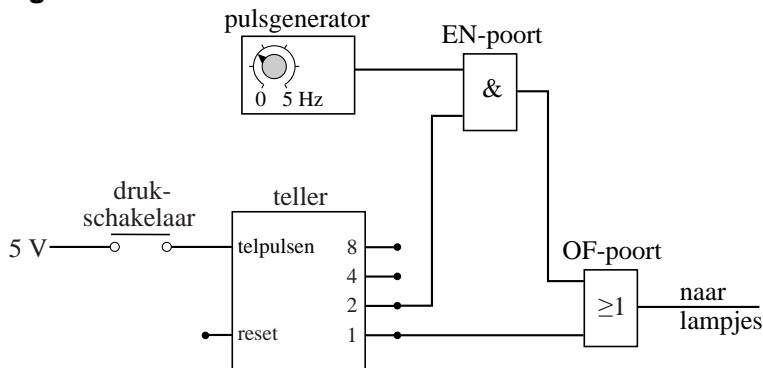 pulsgenerator
EN-poort
&
0 5 Hz
druk-
schakelaar
teller
5 V
telpulsen
8
4
2
1
reset
OF-poort
≥1
naar
lampjes